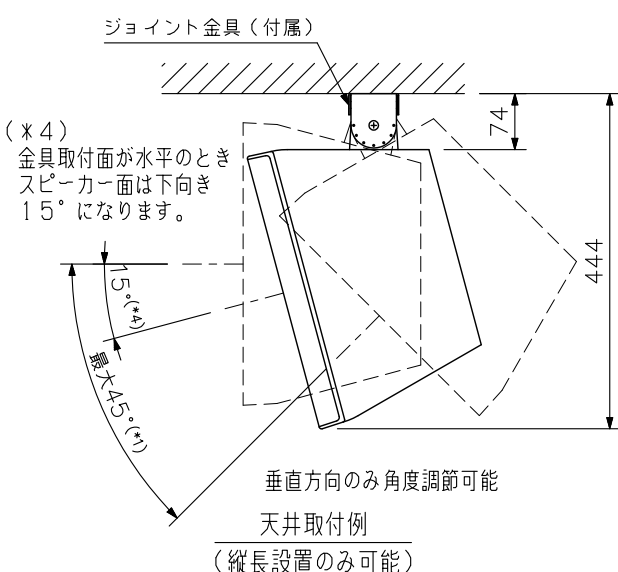 ジョイント金具（付属）
（＊4）
金具取付面が水平のとき
スピーカー面は下向き
15°になります。
74
444
15°(*4)
最大45°(*1)
垂直方向のみ角度調節可能
天井取付例
（縦長設置のみ可能）